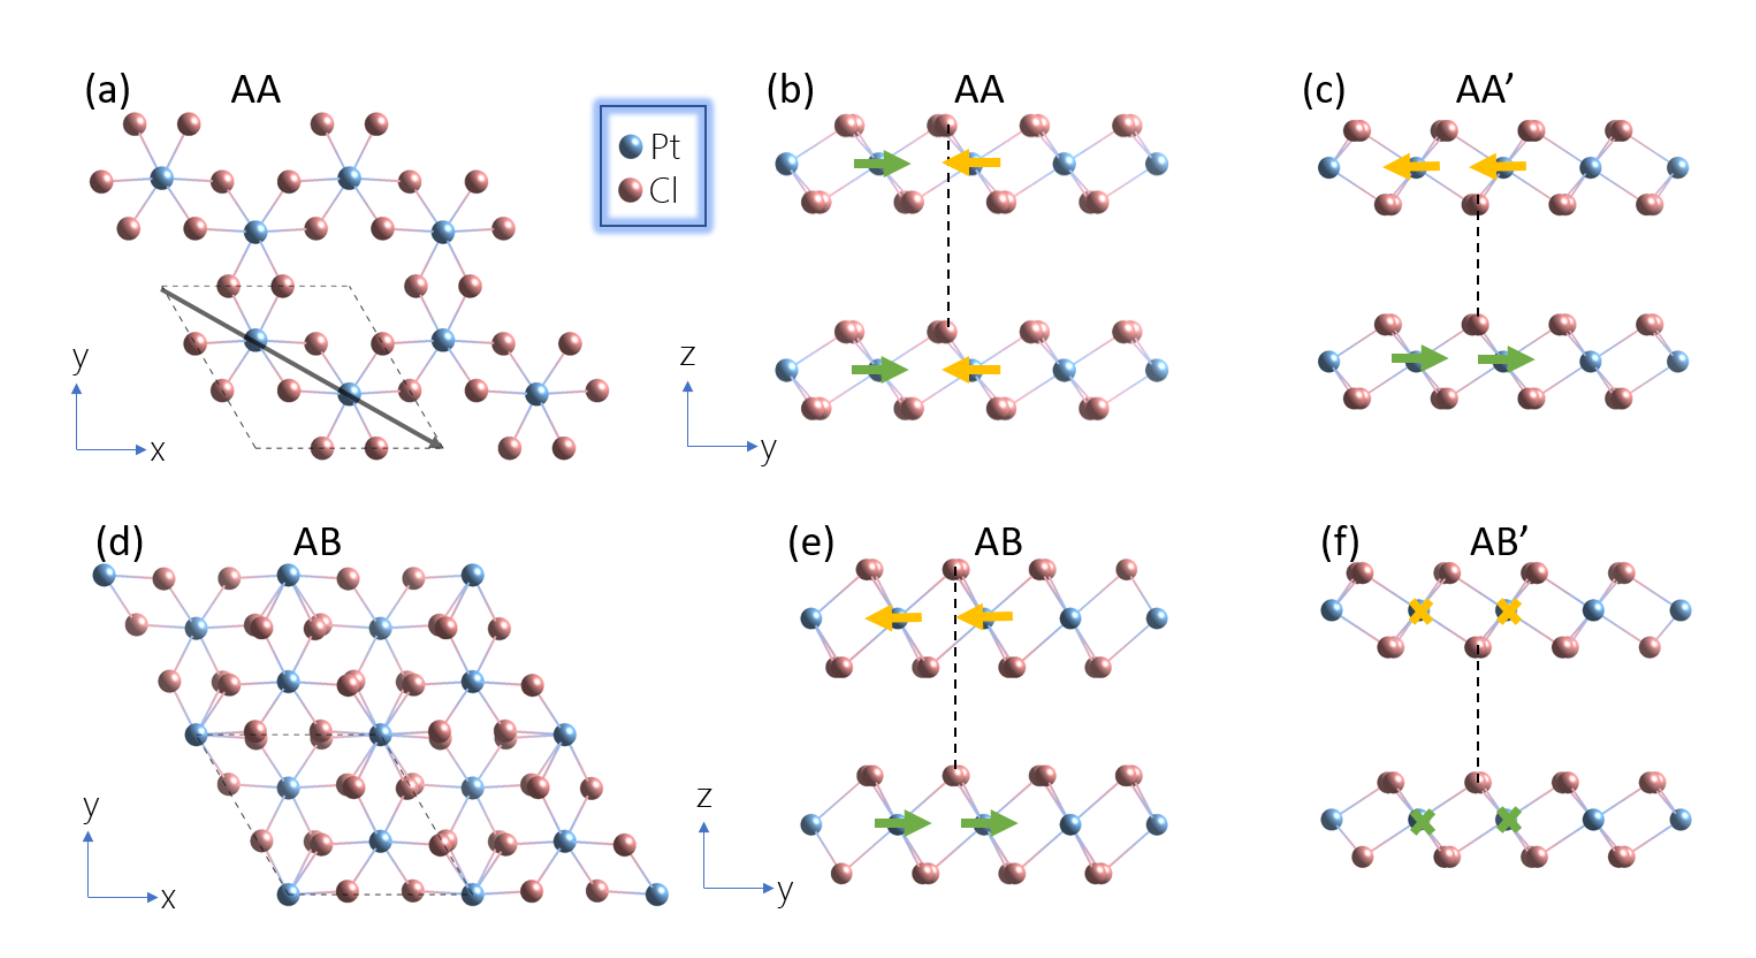 (a) AA
Pt
Cl
y
x
(b) AA
z
y
(c) AA’
(d) AB
y
x
(e) AB
z
y
(f) AB’